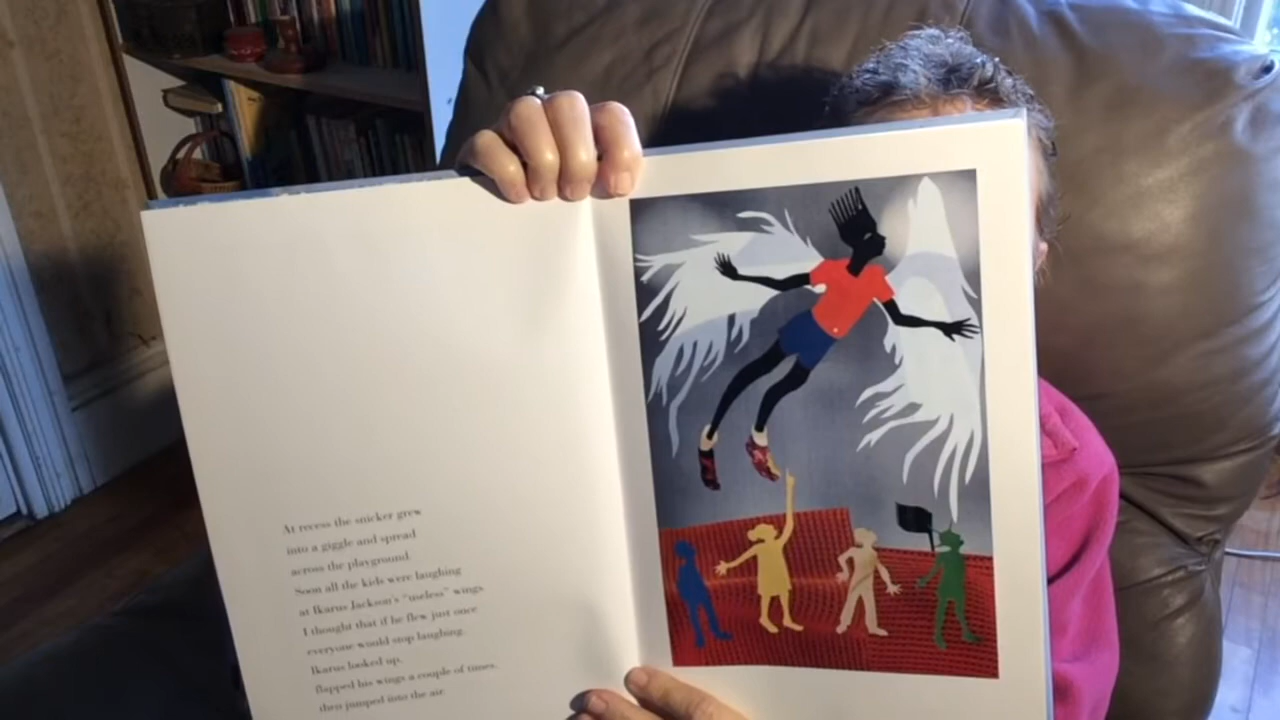 At recess the snicker grew
into a giggle and spread
across the playground.
Soon all the kids were laughing
at Ikarus Jackson's "useless" wings.
I thought that if he flew just once
everyone would stop laughing.
Ikarus looked up,
flapped his wings a couple of times,
then jumped into the air.